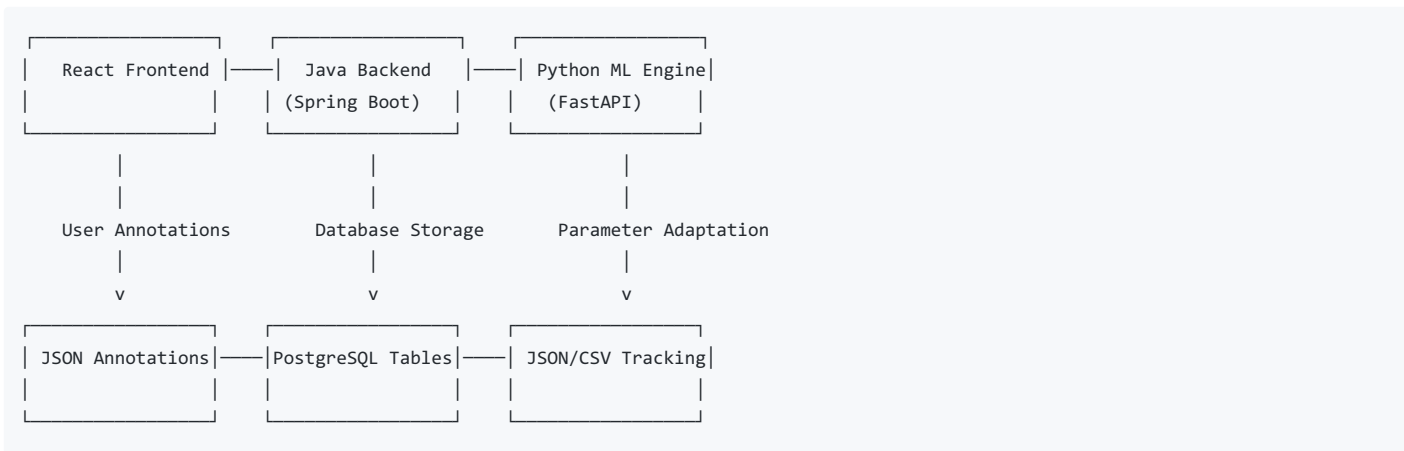 React Frontend Java Backend Python ML Engine
(Spring Boot) (FastAPI)
User Annotations Database Storage Parameter Adaptation
v v v
JSON Annotations PostgreSQL Tables JSON/CSV Tracking